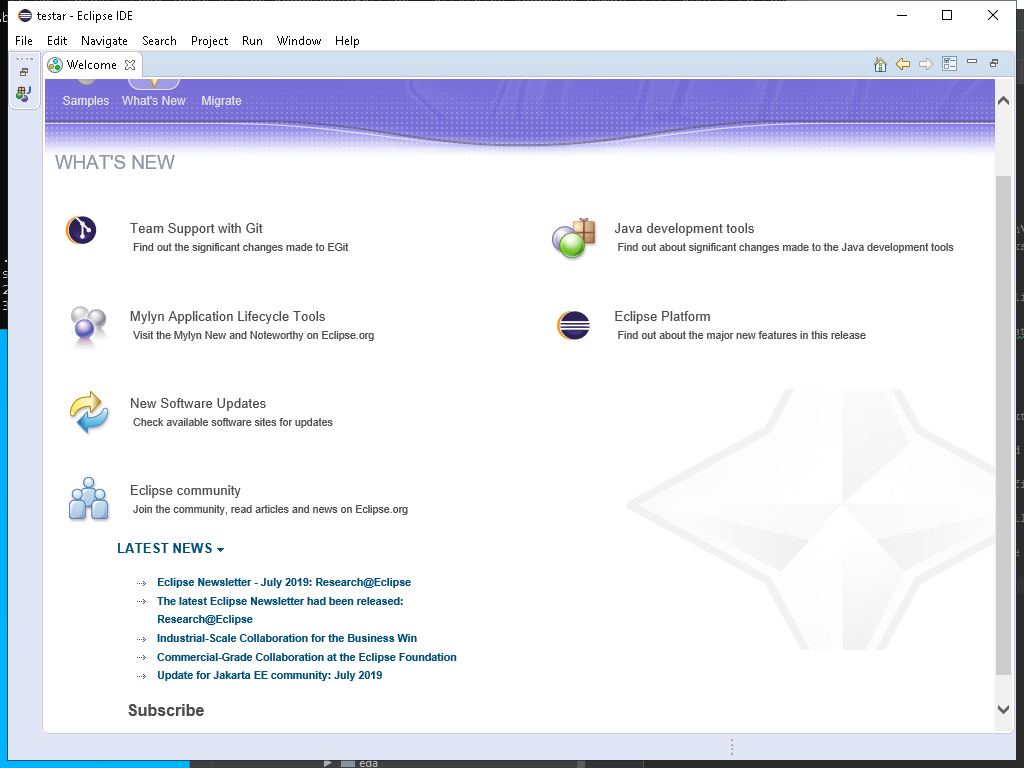 testar - Eclipse IDE
File Edit Navigate Search Project Run Window Help
Welcome
Samples What's New Migrate
WHAT'S NEW
Team Support with Git
Find out the significant changes made to EGit
Java development tools
Find out about significant changes made to the Java development tools
Mylyn Application Lifecycle Tools
Visit the Mylyn New and Noteworthy on Eclipse.org
Eclipse Platform
Find out about the major new features in this release
New Software Updates
Check available software sites for updates
Eclipse community
Join the community, read articles and news on Eclipse.org
LATEST NEWS
Eclipse Newsletter - July 2019: Research@Eclipse
The latest Eclipse Newsletter had been released:
Research@Eclipse
Industrial-Scale Collaboration for the Business Win
Commercial-Grade Collaboration at the Eclipse Foundation
Update for Jakarta EE community: July 2019
Subscribe
eda